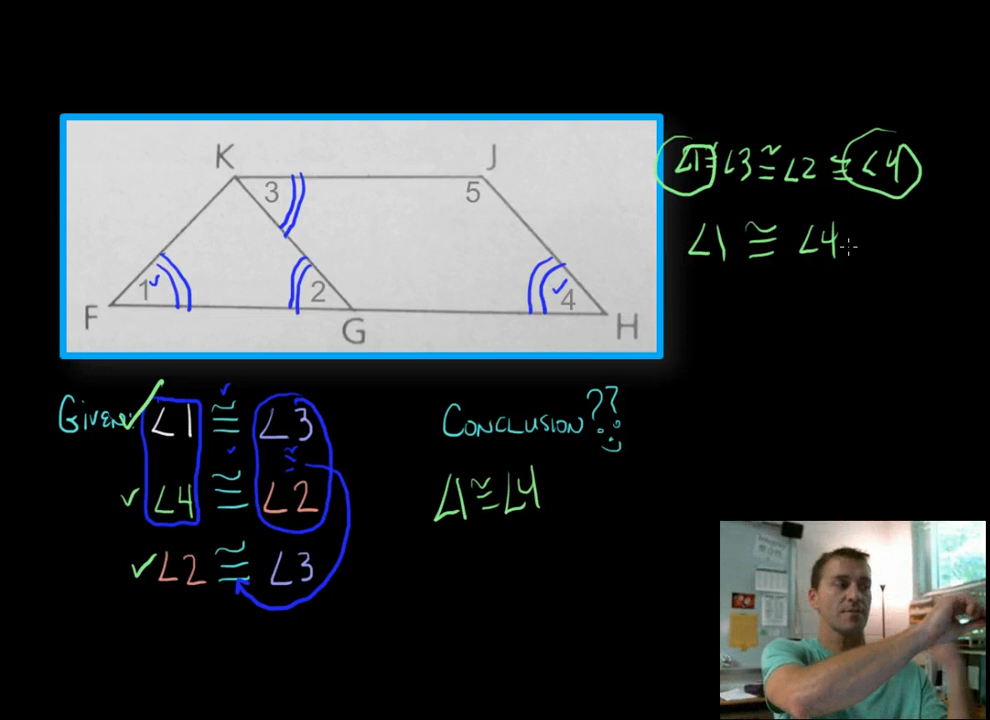 K J
3 5
1 2 4
F G H
∠1≅∠3≅∠2≅∠4
∠1 ≅ ∠4
Given: ∠1 ≅ ∠3
∠4 ≅ ∠2
∠2 ≅ ∠3
Conclusion??
∠1≅∠4